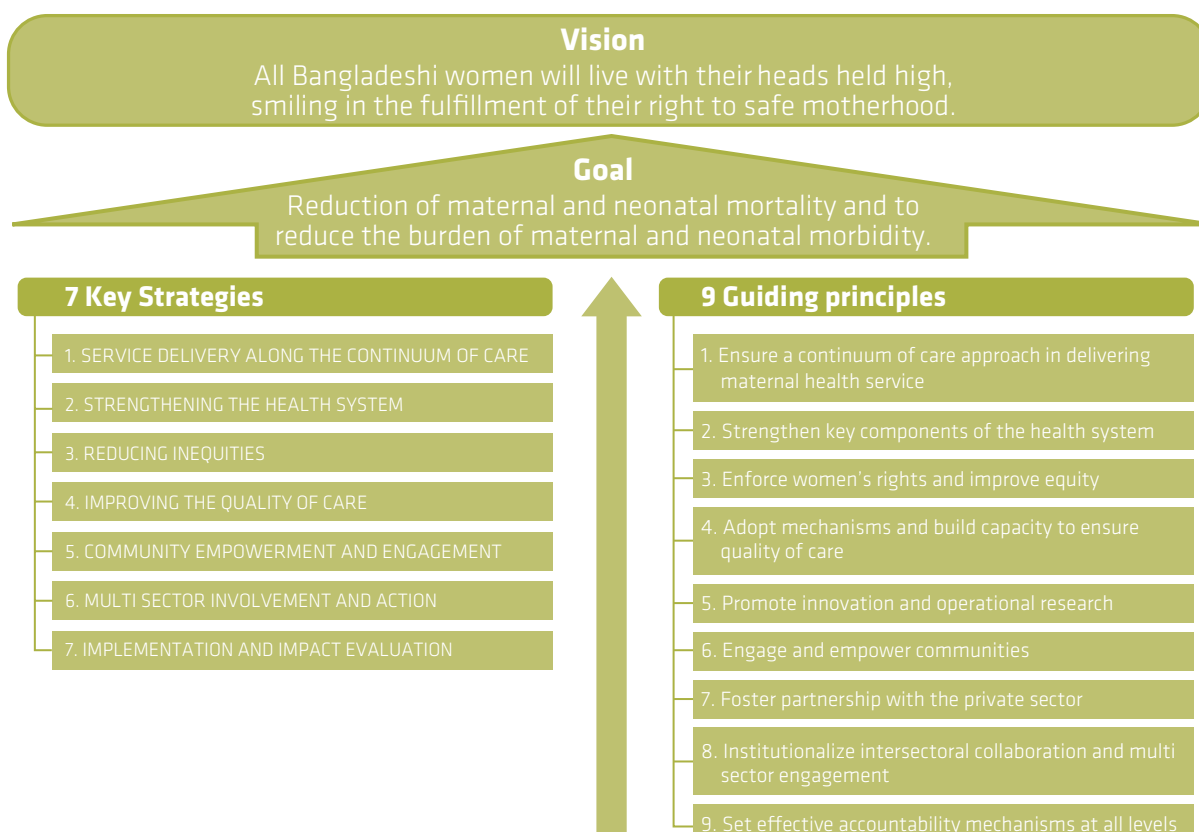 Vision
All Bangladeshi women will live with their heads held high,
smiling in the fulfillment of their right to safe motherhood.
Goal
Reduction of maternal and neonatal mortality and to
reduce the burden of maternal and neonatal morbidity.
7 Key Strategies
1. SERVICE DELIVERY ALONG THE CONTINUUM OF CARE
2. STRENGTHENING THE HEALTH SYSTEM
3. REDUCING INEQUITIES
4. IMPROVING THE QUALITY OF CARE
5. COMMUNITY EMPOWERMENT AND ENGAGEMENT
6. MULTI SECTOR INVOLVEMENT AND ACTION
7. IMPLEMENTATION AND IMPACT EVALUATION
9 Guiding principles
1. Ensure a continuum of care approach in delivering
maternal health service
2. Strengthen key components of the health system
3. Enforce women's rights and improve equity
4. Adopt mechanisms and build capacity to ensure
quality of care
5. Promote innovation and operational research
6. Engage and empower communities
7. Foster partnership with the private sector
8. Institutionalize intersectoral collaboration and multi
sector engagement
9. Set effective accountability mechanisms at all levels